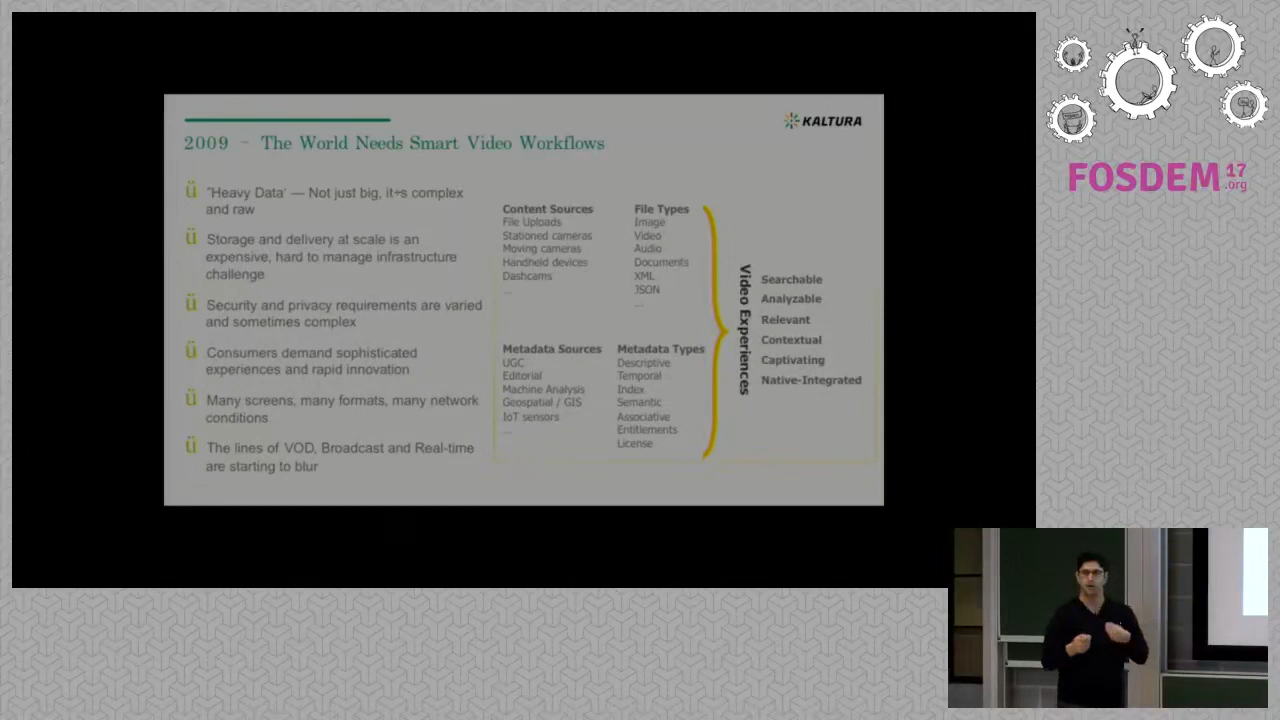 KALTURA
2009 – The World Needs Smart Video Workflows
ü "Heavy Data' — Not just big, it÷s complex
and raw
ü Storage and delivery at scale is an
expensive, hard to manage infrastructure
challenge
ü Security and privacy requirements are varied
and sometimes complex
ü Consumers demand sophisticated
experiences and rapid innovation
ü Many screens, many formats, many network
conditions
ü The lines of VOD, Broadcast and Real-time
are starting to blur
Content Sources
File Uploads
Stationed cameras
Moving cameras
Handheld devices
Dashcams
...
File Types
Image
Video
Audio
Documents
XML
JSON
...
Metadata Sources
UGC
Editorial
Machine Analysis
Geospatial / GIS
IoT sensors
...
Metadata Types
Descriptive
Temporal
Index
Semantic
Associative
Entitlements
License
Video Experiences
Searchable
Analyzable
Relevant
Contextual
Captivating
Native-Integrated
FOSDEM 17
.org